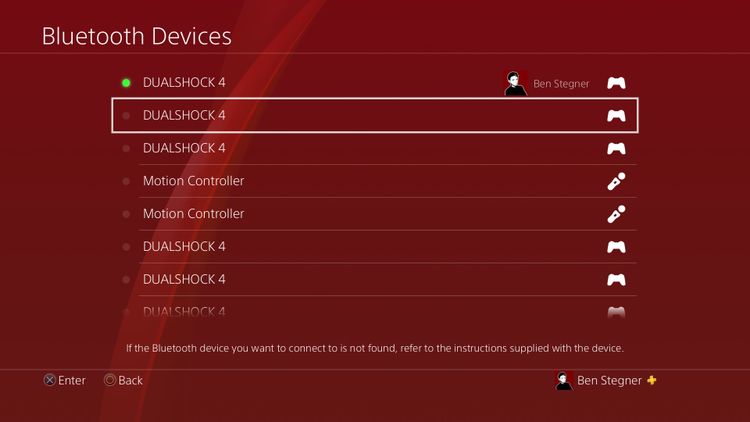 Bluetooth Devices
DUALSHOCK 4 Ben Stegner
DUALSHOCK 4
DUALSHOCK 4
Motion Controller
Motion Controller
DUALSHOCK 4
DUALSHOCK 4
DUALSHOCK 4
If the Bluetooth device you want to connect to is not found, refer to the instructions supplied with the device.
Enter Back Ben Stegner